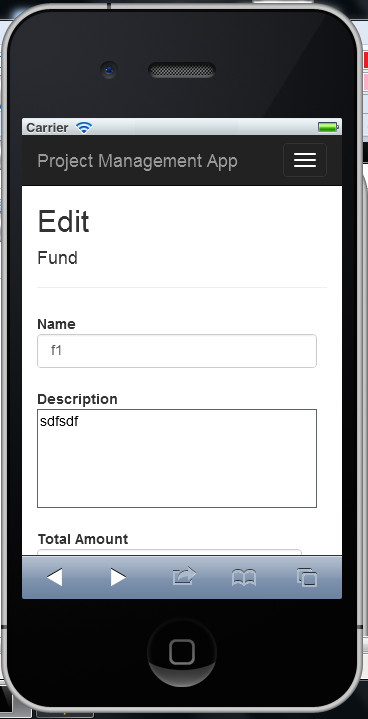 Carrier
Project Management App
Edit
Fund
Name
f1
Description
sdfsdf
Total Amount